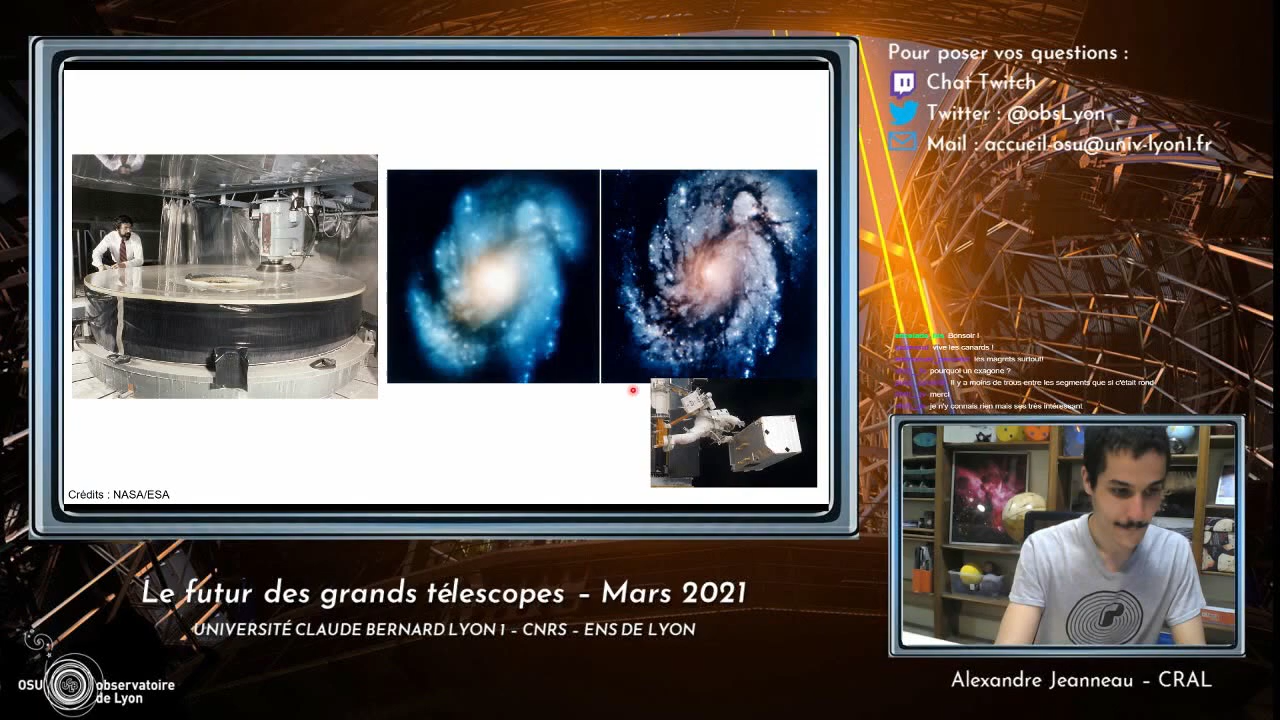 Pour poser vos questions :
Chat Twitch
Twitter : @obsLyon
Mail : accueil-osu@univ-lyon1.fr
Bonsoir !
vive les canards !
les magrets surtout!
pourquoi un exagone ?
Il y a moins de trous entre les segments que si c'était rond
merci
je n'y connais rien mais ses très intéressant
Crédits : NASA/ESA
Le futur des grands télescopes – Mars 2021
UNIVERSITÉ CLAUDE BERNARD LYON 1 - CNRS - ENS DE LYON
OSUL observatoire
de Lyon
Alexandre Jeanneau – CRAL